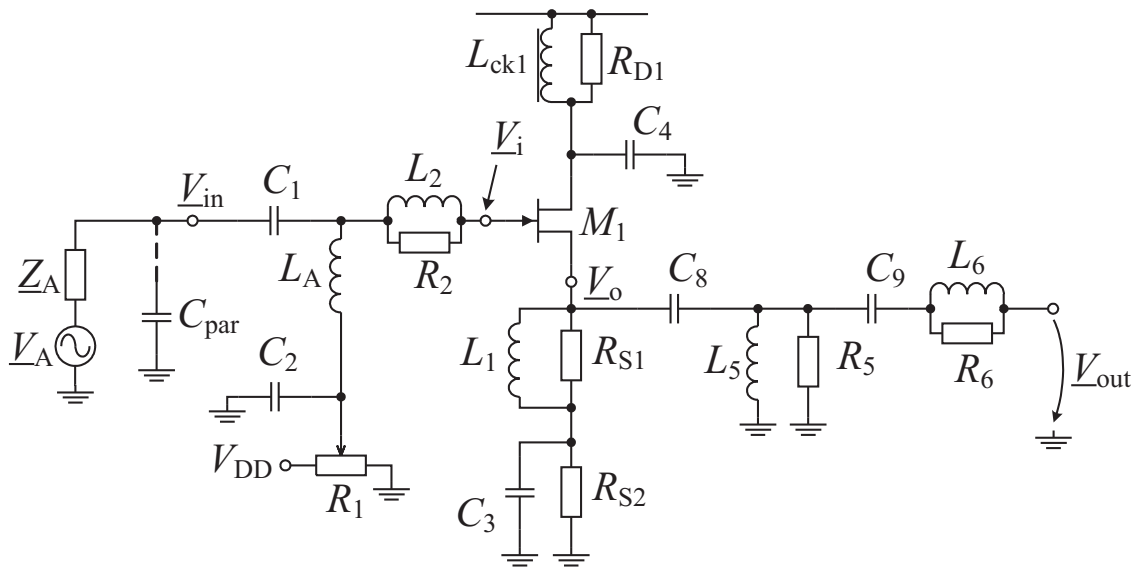 L_ck1
R_D1
C_4
V_i
L_2
C_1
V_in
M_1
R_2
L_A
Z_A
C_par
V_A
C_2
V_DD
R_1
V_o
C_8
C_9
L_6
R_6
L_1
R_S1
L_5
R_5
V_out
C_3
R_S2